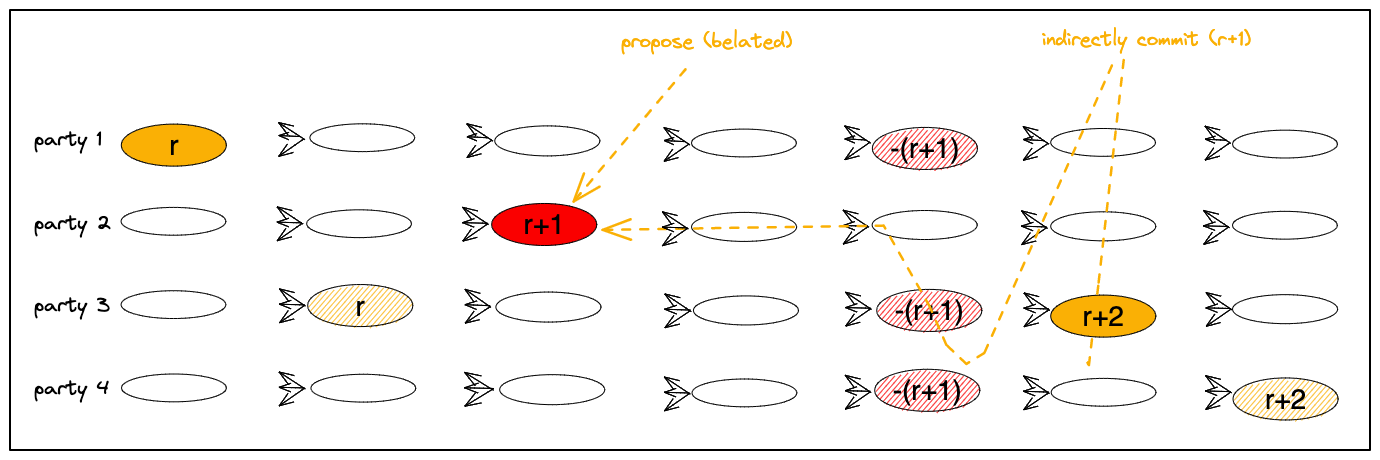 propose (belated)
indirectly commit (r+1)
party 1
r
-(r+1)
party 2
r+1
party 3
r
-(r+1)
r+2
party 4
-(r+1)
r+2